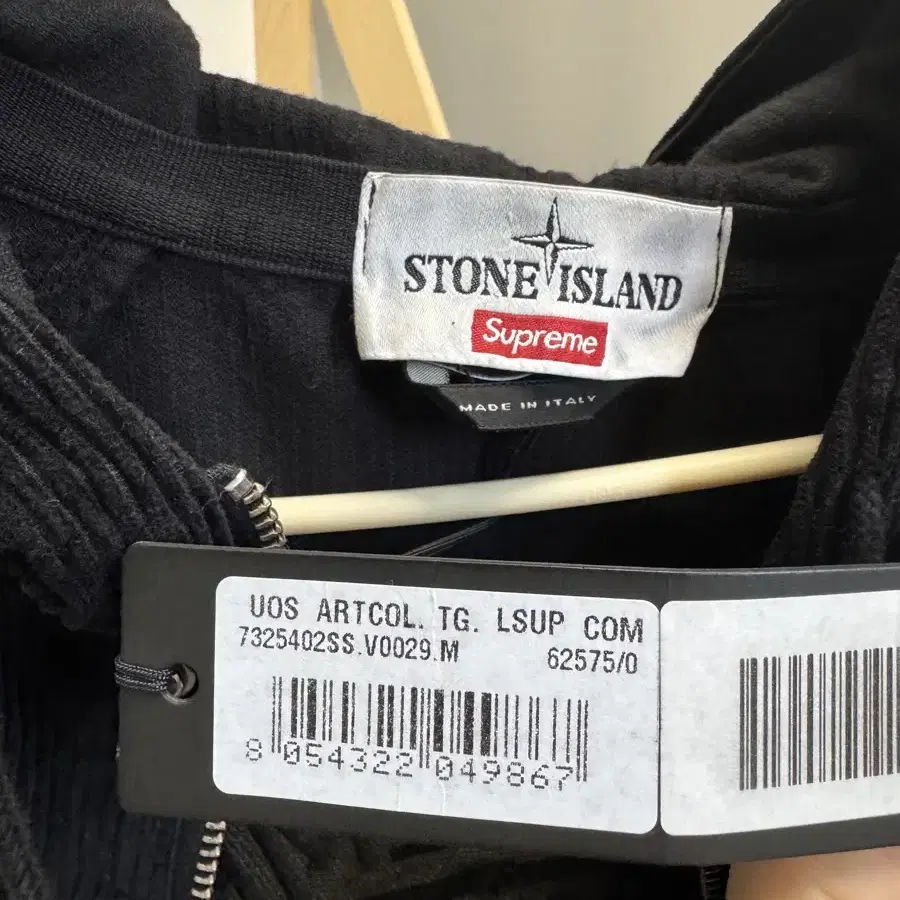 STONE ISLAND
Supreme
MADE IN ITALY
UOS ARTCOL. TG. LSUP COM
7325402SS.V0029.M 62575/0
8 054322 049867